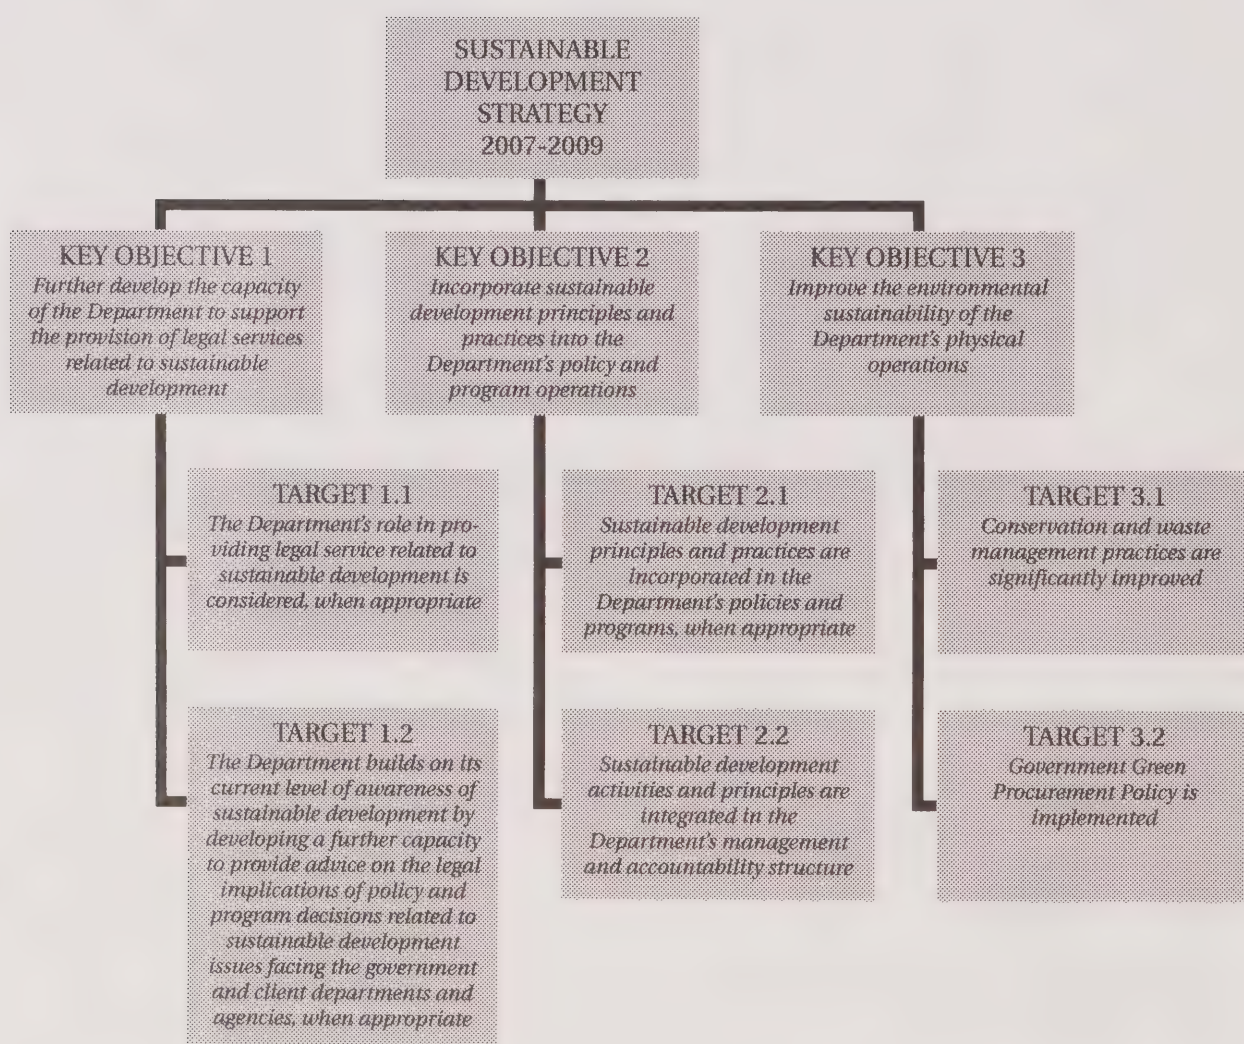 SUSTAINABLE
DEVELOPMENT
STRATEGY
2007-2009
KEY OBJECTIVE 1
Further develop the capacity
of the Department to support
the provision of legal services
related to sustainable
development
KEY OBJECTIVE 2
Incorporate sustainable
development principles and
practices into the
Department's policy and
program operations
KEY OBJECTIVE 3
Improve the environmental
sustainability of the
Department's physical
operations
TARGET 1.1
The Department's role in pro-
viding legal service related to
sustainable development is
considered, when appropriate
TARGET 2.1
Sustainable development
principles and practices are
incorporated in the
Department's policies and
programs, when appropriate
TARGET 3.1
Conservation and waste
management practices are
significantly improved
TARGET 1.2
The Department builds on its
current level of awareness of
sustainable development by
developing a further capacity
to provide advice on the legal
implications of policy and
program decisions related to
sustainable development
issues facing the government
and client departments and
agencies, when appropriate
TARGET 2.2
Sustainable development
activities and principles are
integrated in the
Department's management
and accountability structure
TARGET 3.2
Government Green
Procurement Policy is
implemented